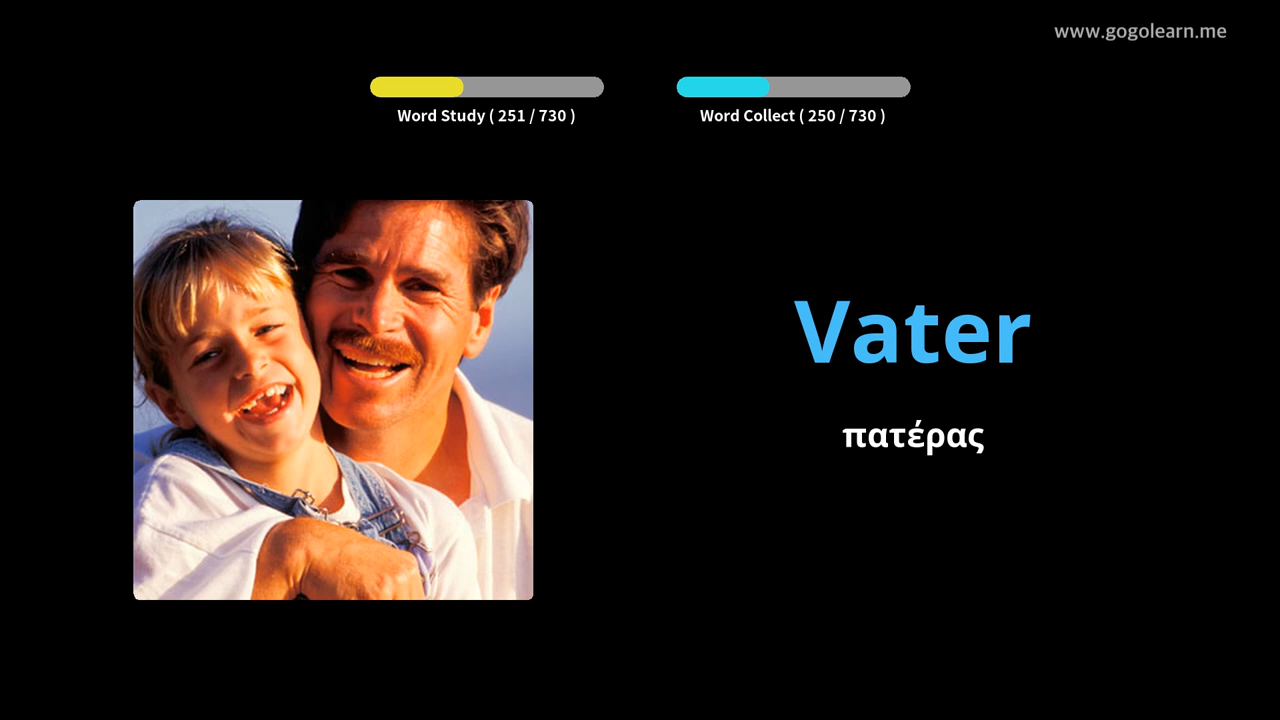 www.gogolearn.me
Word Study ( 251 / 730 )
Word Collect ( 250 / 730 )
Vater
πατέρας